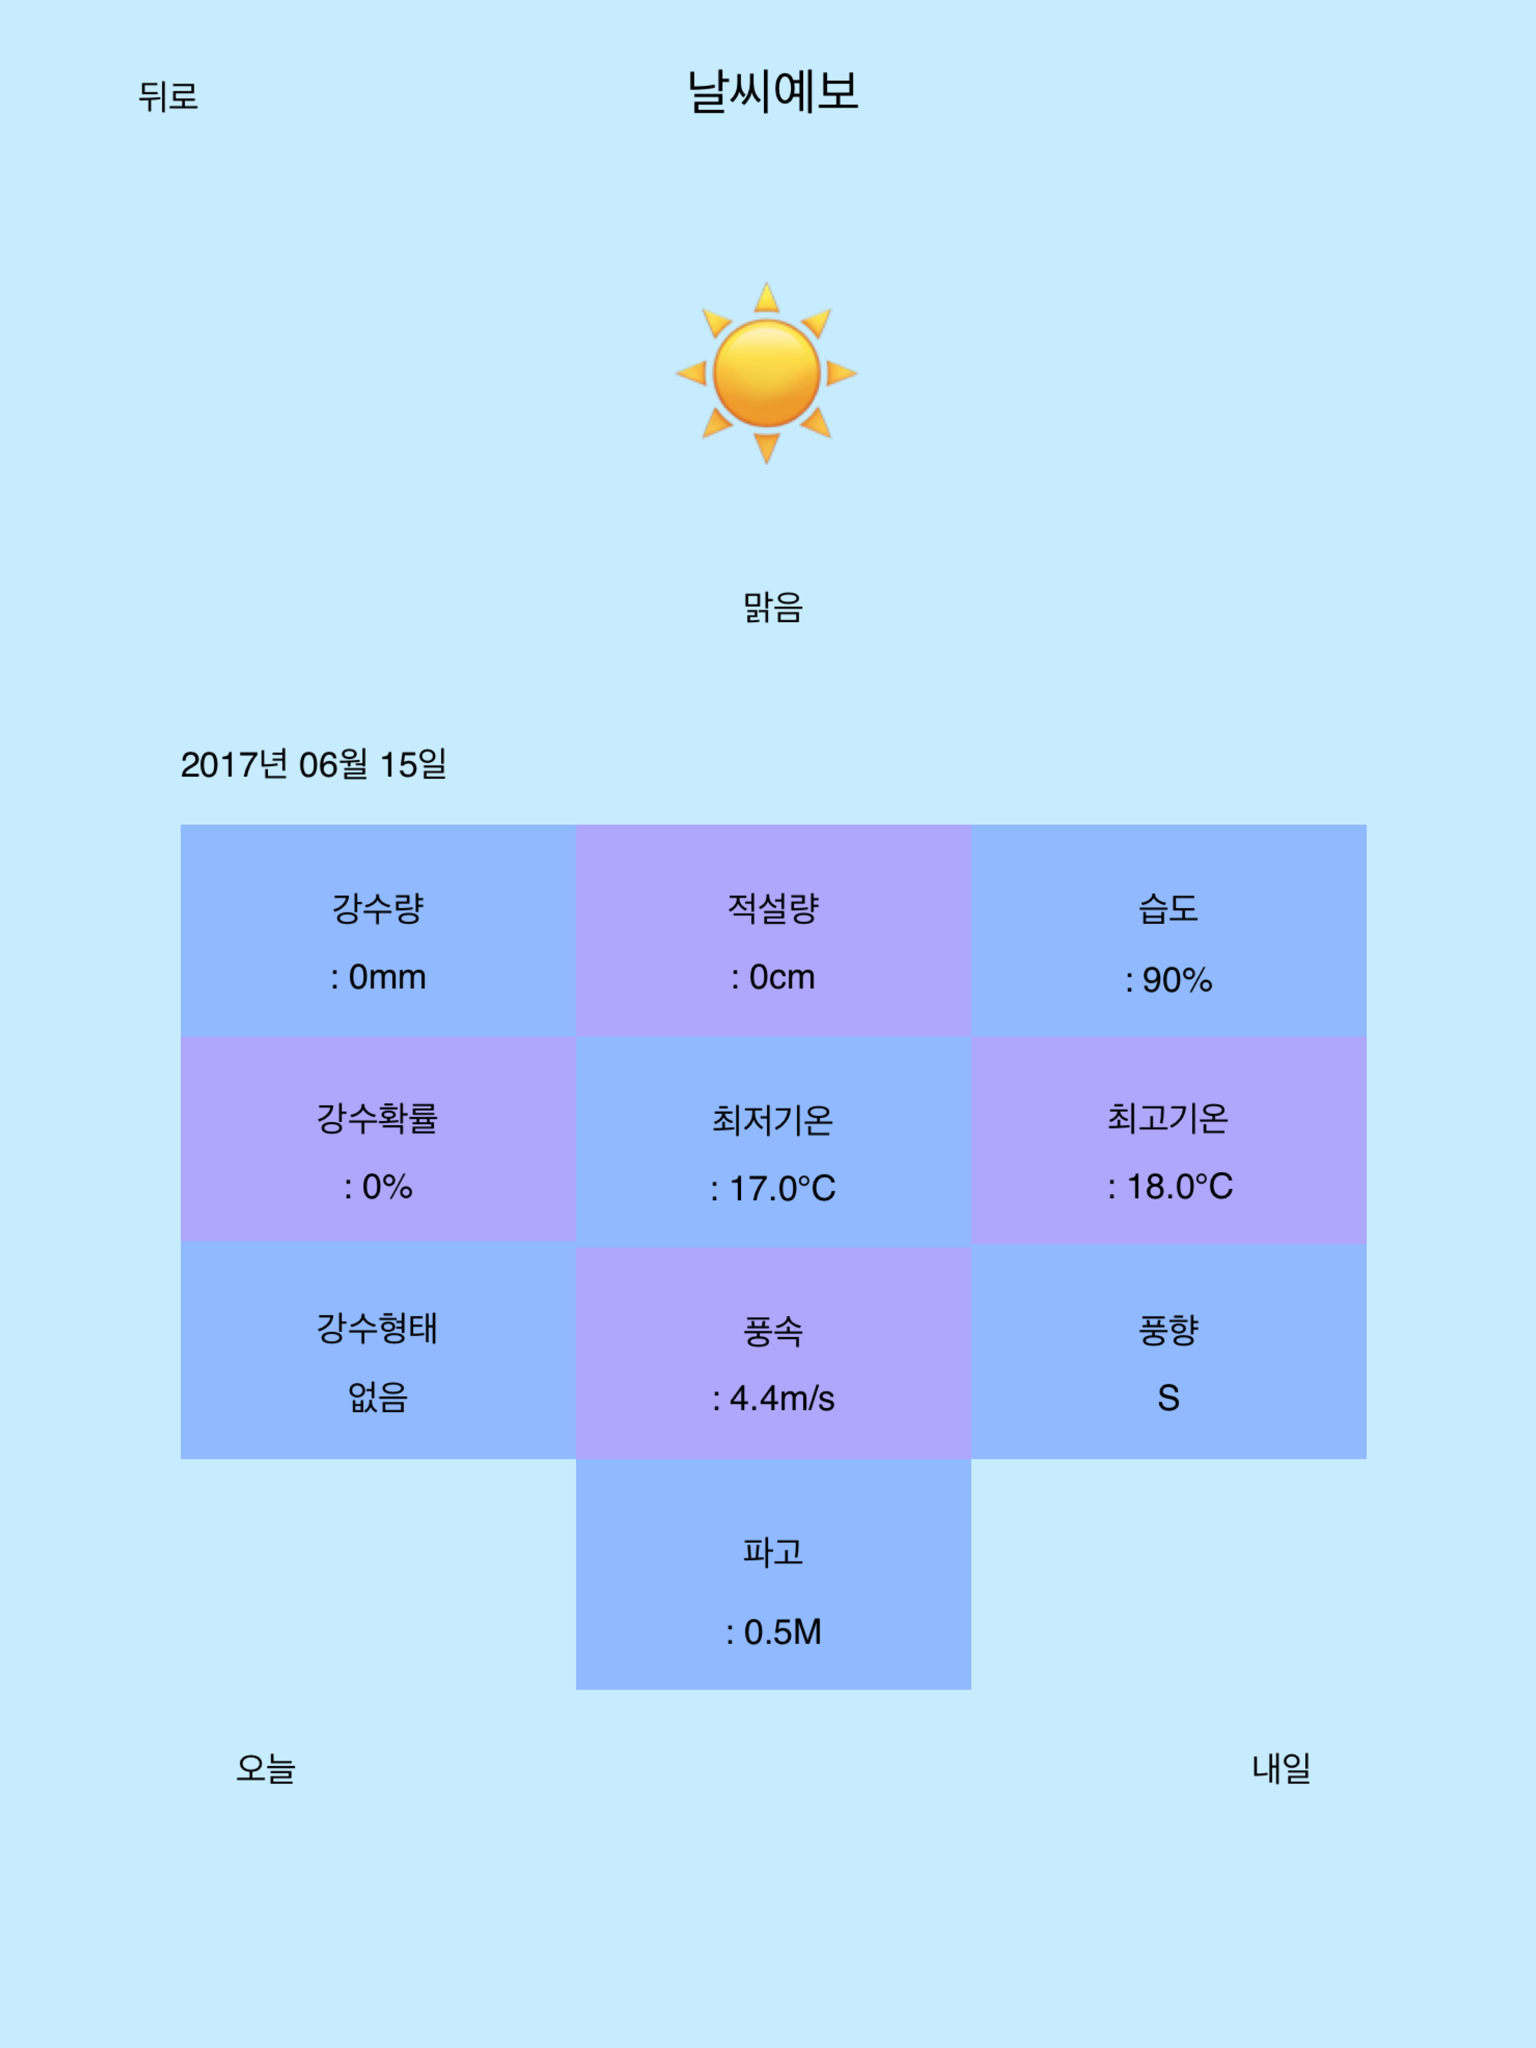 뒤로
날씨예보
맑음
2017년 06월 15일
강수량
: 0mm
적설량
: 0cm
습도
: 90%
강수확률
: 0%
최저기온
: 17.0°C
최고기온
: 18.0°C
강수형태
없음
풍속
: 4.4m/s
풍향
S
파고
: 0.5M
오늘
내일